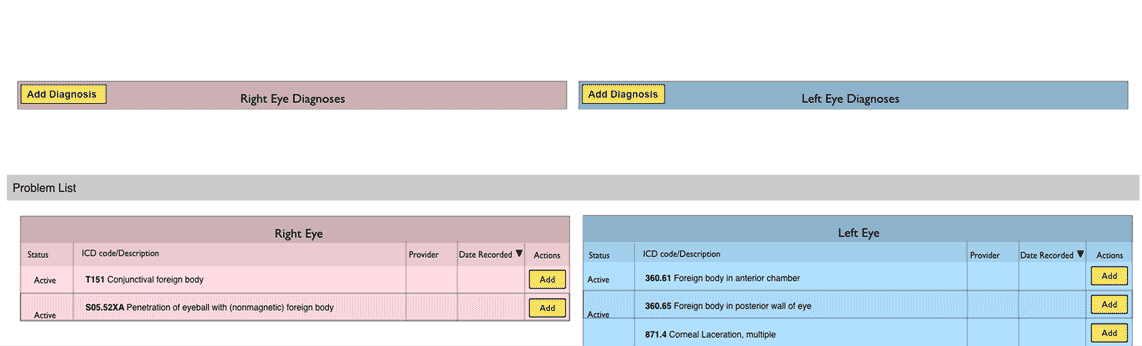 Add Diagnosis Right Eye Diagnoses Add Diagnosis Left Eye Diagnoses
Problem List
Right Eye
Status ICD code/Description Provider Date Recorded ▼ Actions
Active T151 Conjunctival foreign body Add
Active S05.52XA Penetration of eyeball with (nonmagnetic) foreign body Add
Left Eye
Status ICD code/Description Provider Date Recorded ▼ Actions
Active 360.61 Foreign body in anterior chamber Add
Active 360.65 Foreign body in posterior wall of eye Add
871.4 Corneal Laceration, multiple Add